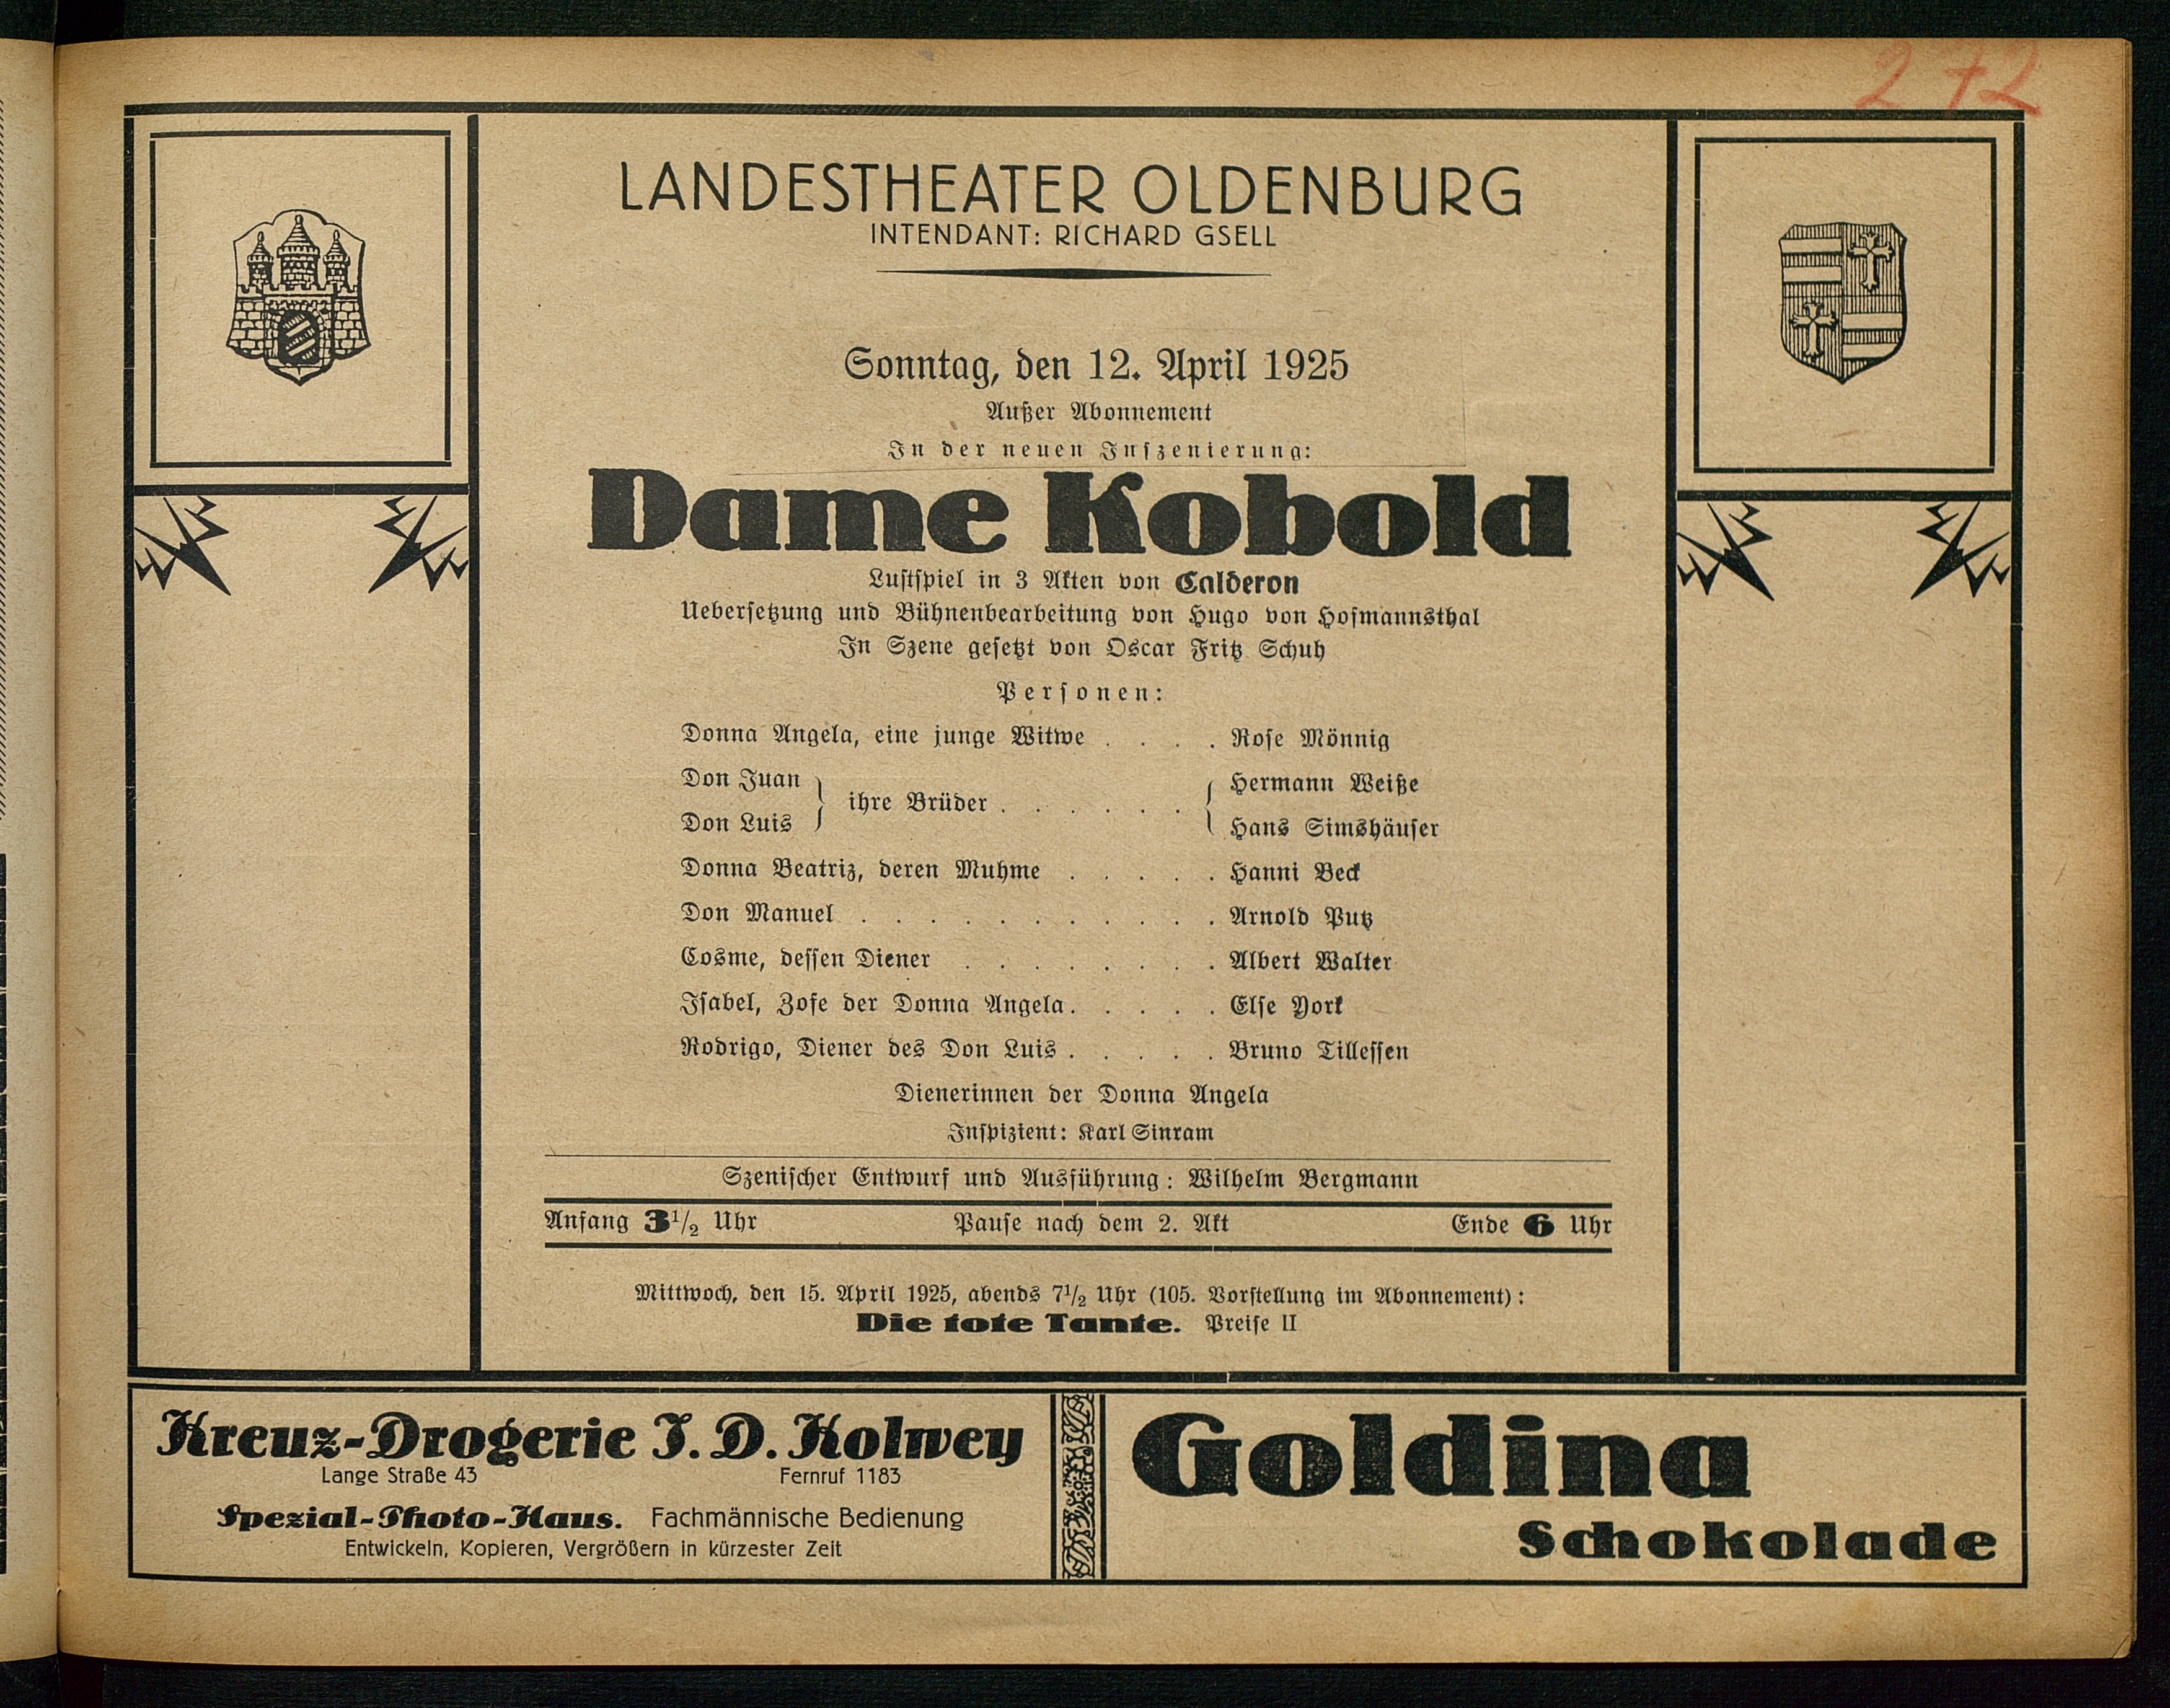 272
LANDESTHEATER OLDENBURG
INTENDANT: RICHARD GSELL
Sonntag, den 12. April 1925
Außer Abonnement
In der neuen Inszenierung:
Dame Kobold
Lustspiel in 3 Akten von Calderon
Uebersetzung und Bühnenbearbeitung von Hugo von Hofmannsthal
In Szene gesetzt von Oscar Fritz Schuh
Personen:
Donna Angela, eine junge Witwe . . . . Rose Mönnig
Don Juan } ihre Brüder . . . . . . { Hermann Weiße
Don Luis } { Hans Simshäuser
Donna Beatriz, deren Muhme . . . . . Hanni Beck
Don Manuel . . . . . . . . . . . Arnold Putz
Cosme, dessen Diener . . . . . . . . Albert Walter
Isabel, Zofe der Donna Angela . . . . . Else York
Rodrigo, Diener des Don Luis . . . . . Bruno Tillessen
Dienerinnen der Donna Angela
Inspizient: Karl Sinram
Szenischer Entwurf und Ausführung: Wilhelm Bergmann
Anfang 3 1/2 Uhr Pause nach dem 2. Akt Ende 6 Uhr
Mittwoch, den 15. April 1925, abends 7 1/2 Uhr (105. Vorstellung im Abonnement):
Die tote Tante. Preise II
Kreuz-Drogerie J. D. Kolwey
Lange Straße 43 Fernruf 1183
Spezial-Photo-Haus. Fachmännische Bedienung
Entwickeln, Kopieren, Vergrößern in kürzester Zeit
Goldina
Schokolade